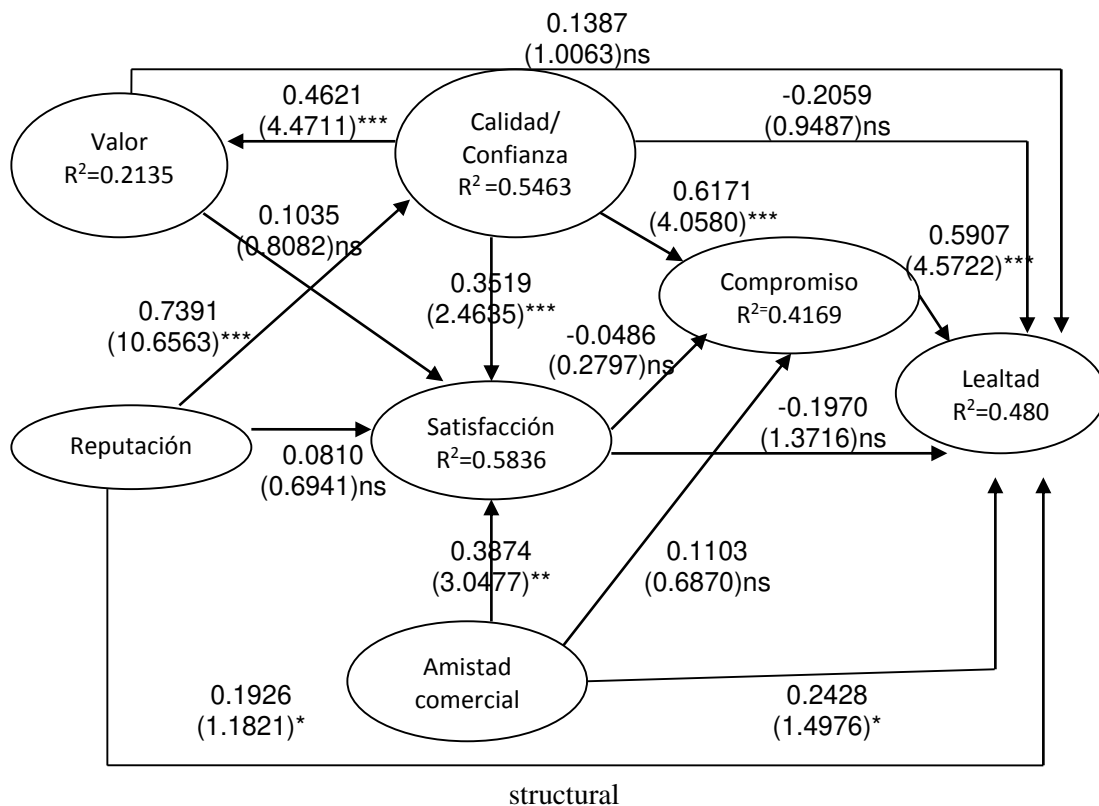 0.1387
(1.0063)ns
0.4621
(4.4711)***
-0.2059
(0.9487)ns
Valor
R²=0.2135
Calidad/
Confianza
R² =0.5463
0.6171
(4.0580)***
0.1035
(0.8082)ns
0.5907
(4.5722)***
Compromiso
R²⁼0.4169
0.3519
(2.4635)***
0.7391
(10.6563)***
-0.0486
(0.2797)ns
Lealtad
R²=0.480
Reputación
Satisfacción
R²=0.5836
-0.1970
(1.3716)ns
0.0810
(0.6941)ns
0.3874
(3.0477)**
0.1103
(0.6870)ns
Amistad
comercial
0.1926
(1.1821)*
0.2428
(1.4976)*
structural